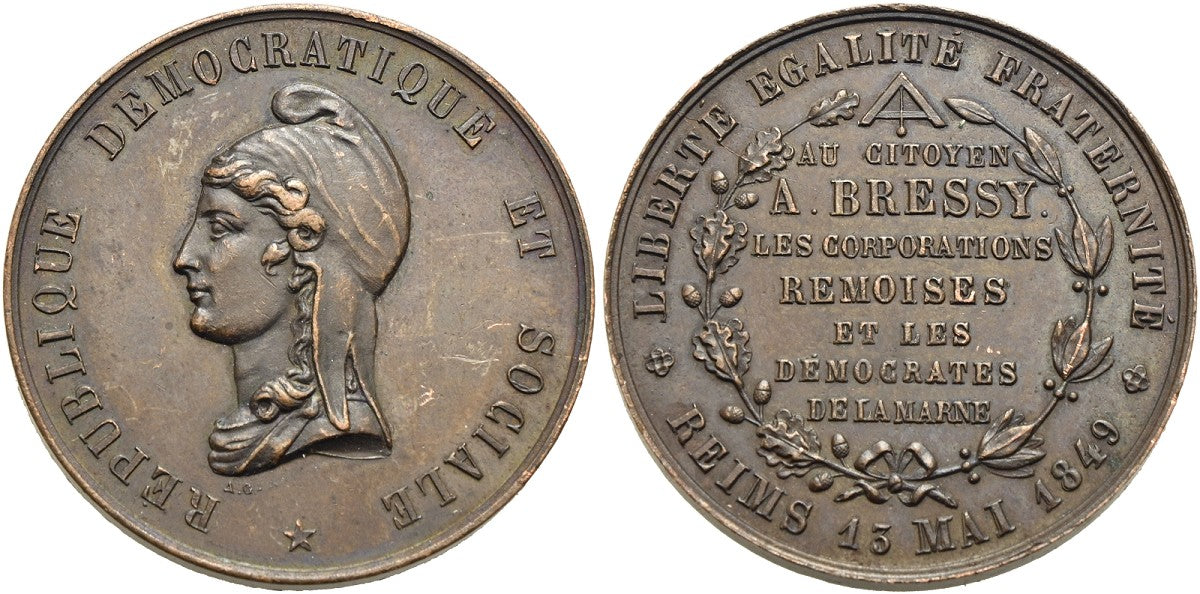 REPUBLIQUE DÉMOCRATIQUE ET SOCIALE
A.C.
LIBERTE EGALITÉ FRATERNITÉ
AU CITOYEN
A. BRESSY.
LES CORPORATIONS
REMOISES
ET LES
DÉMOCRATES
DE LA MARNE
REIMS 13 MAI 1849